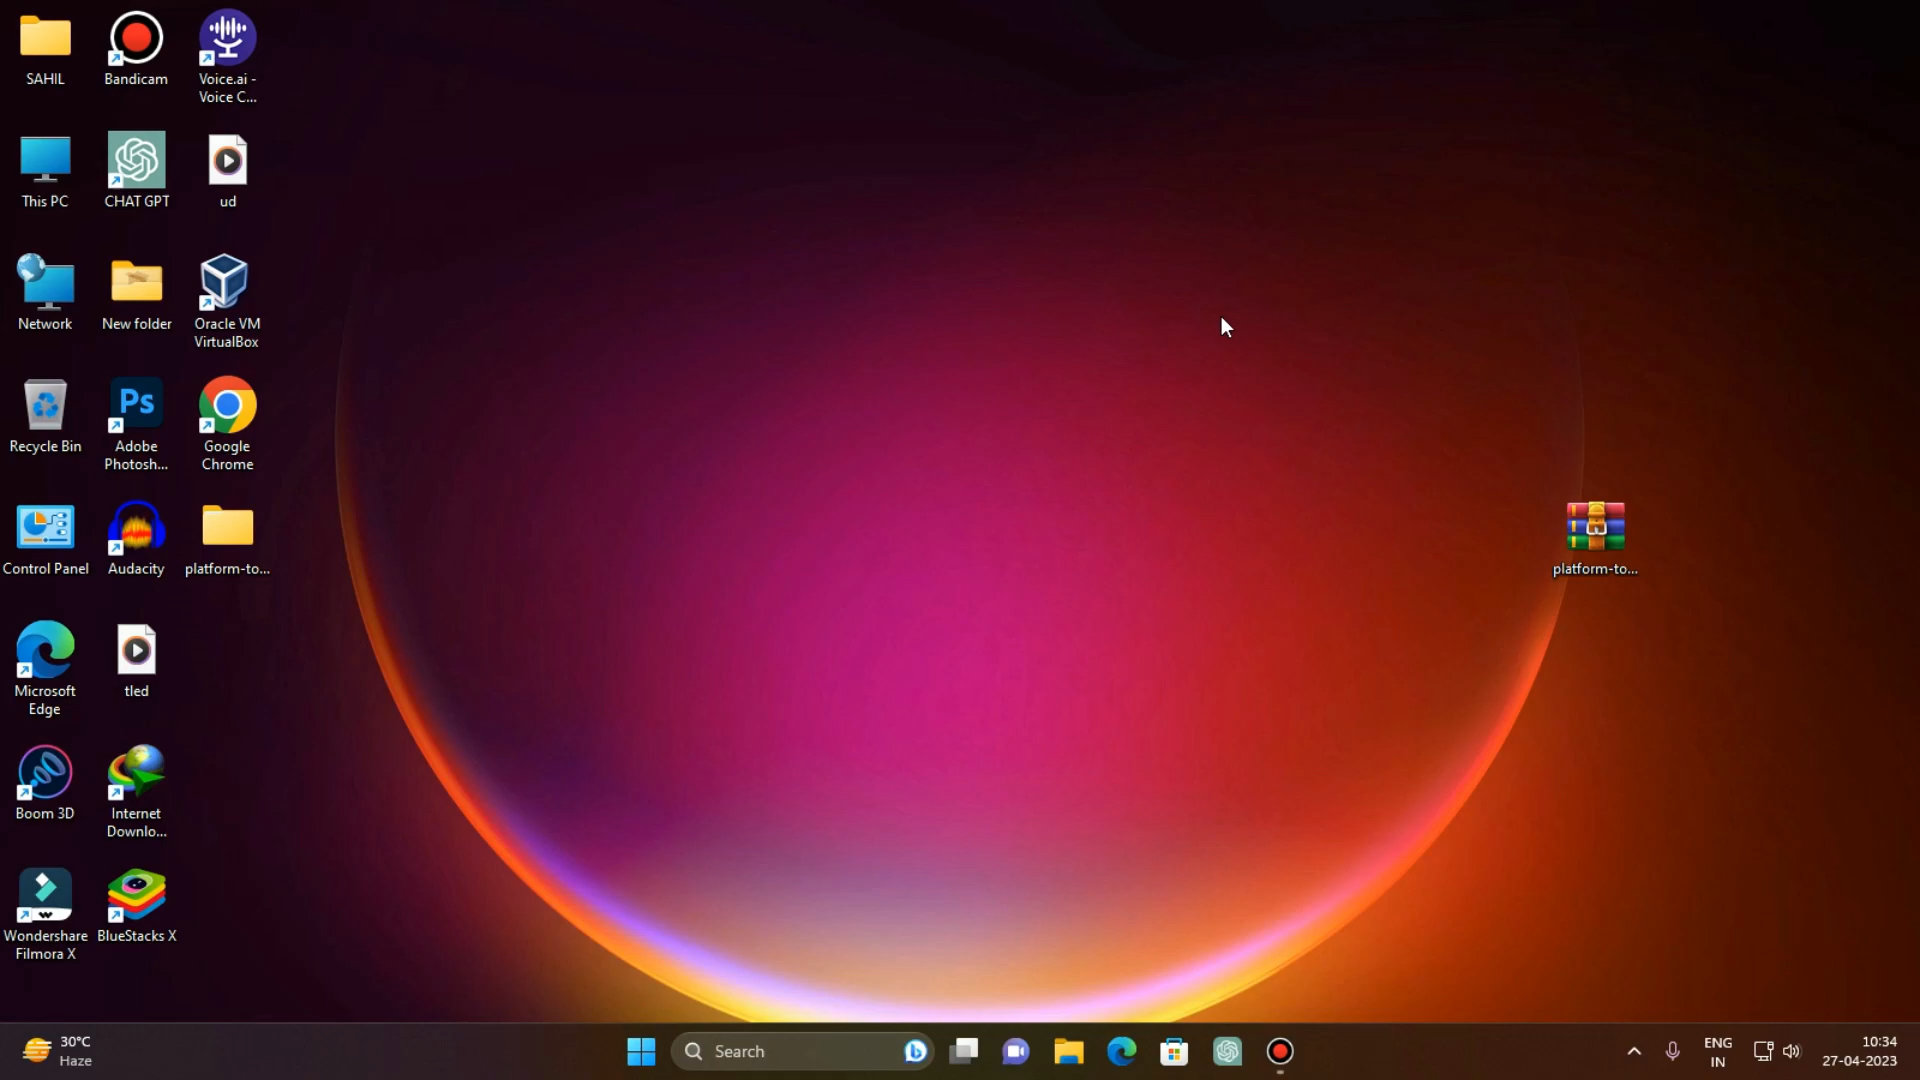 SAHIL
Bandicam
Voice.ai -
Voice C...
This PC
CHAT GPT
ud
Network
New folder
Oracle VM
VirtualBox
Recycle Bin
Ps
Adobe
Photosh...
Google
Chrome
Control Panel
Audacity
platform-to...
platform-to...
Microsoft
Edge
tled
Boom 3D
Internet
Downlo...
Wondershare
Filmora X
BlueStacks X
30°C
Haze
Search
ENG
IN
10:34
27-04-2023